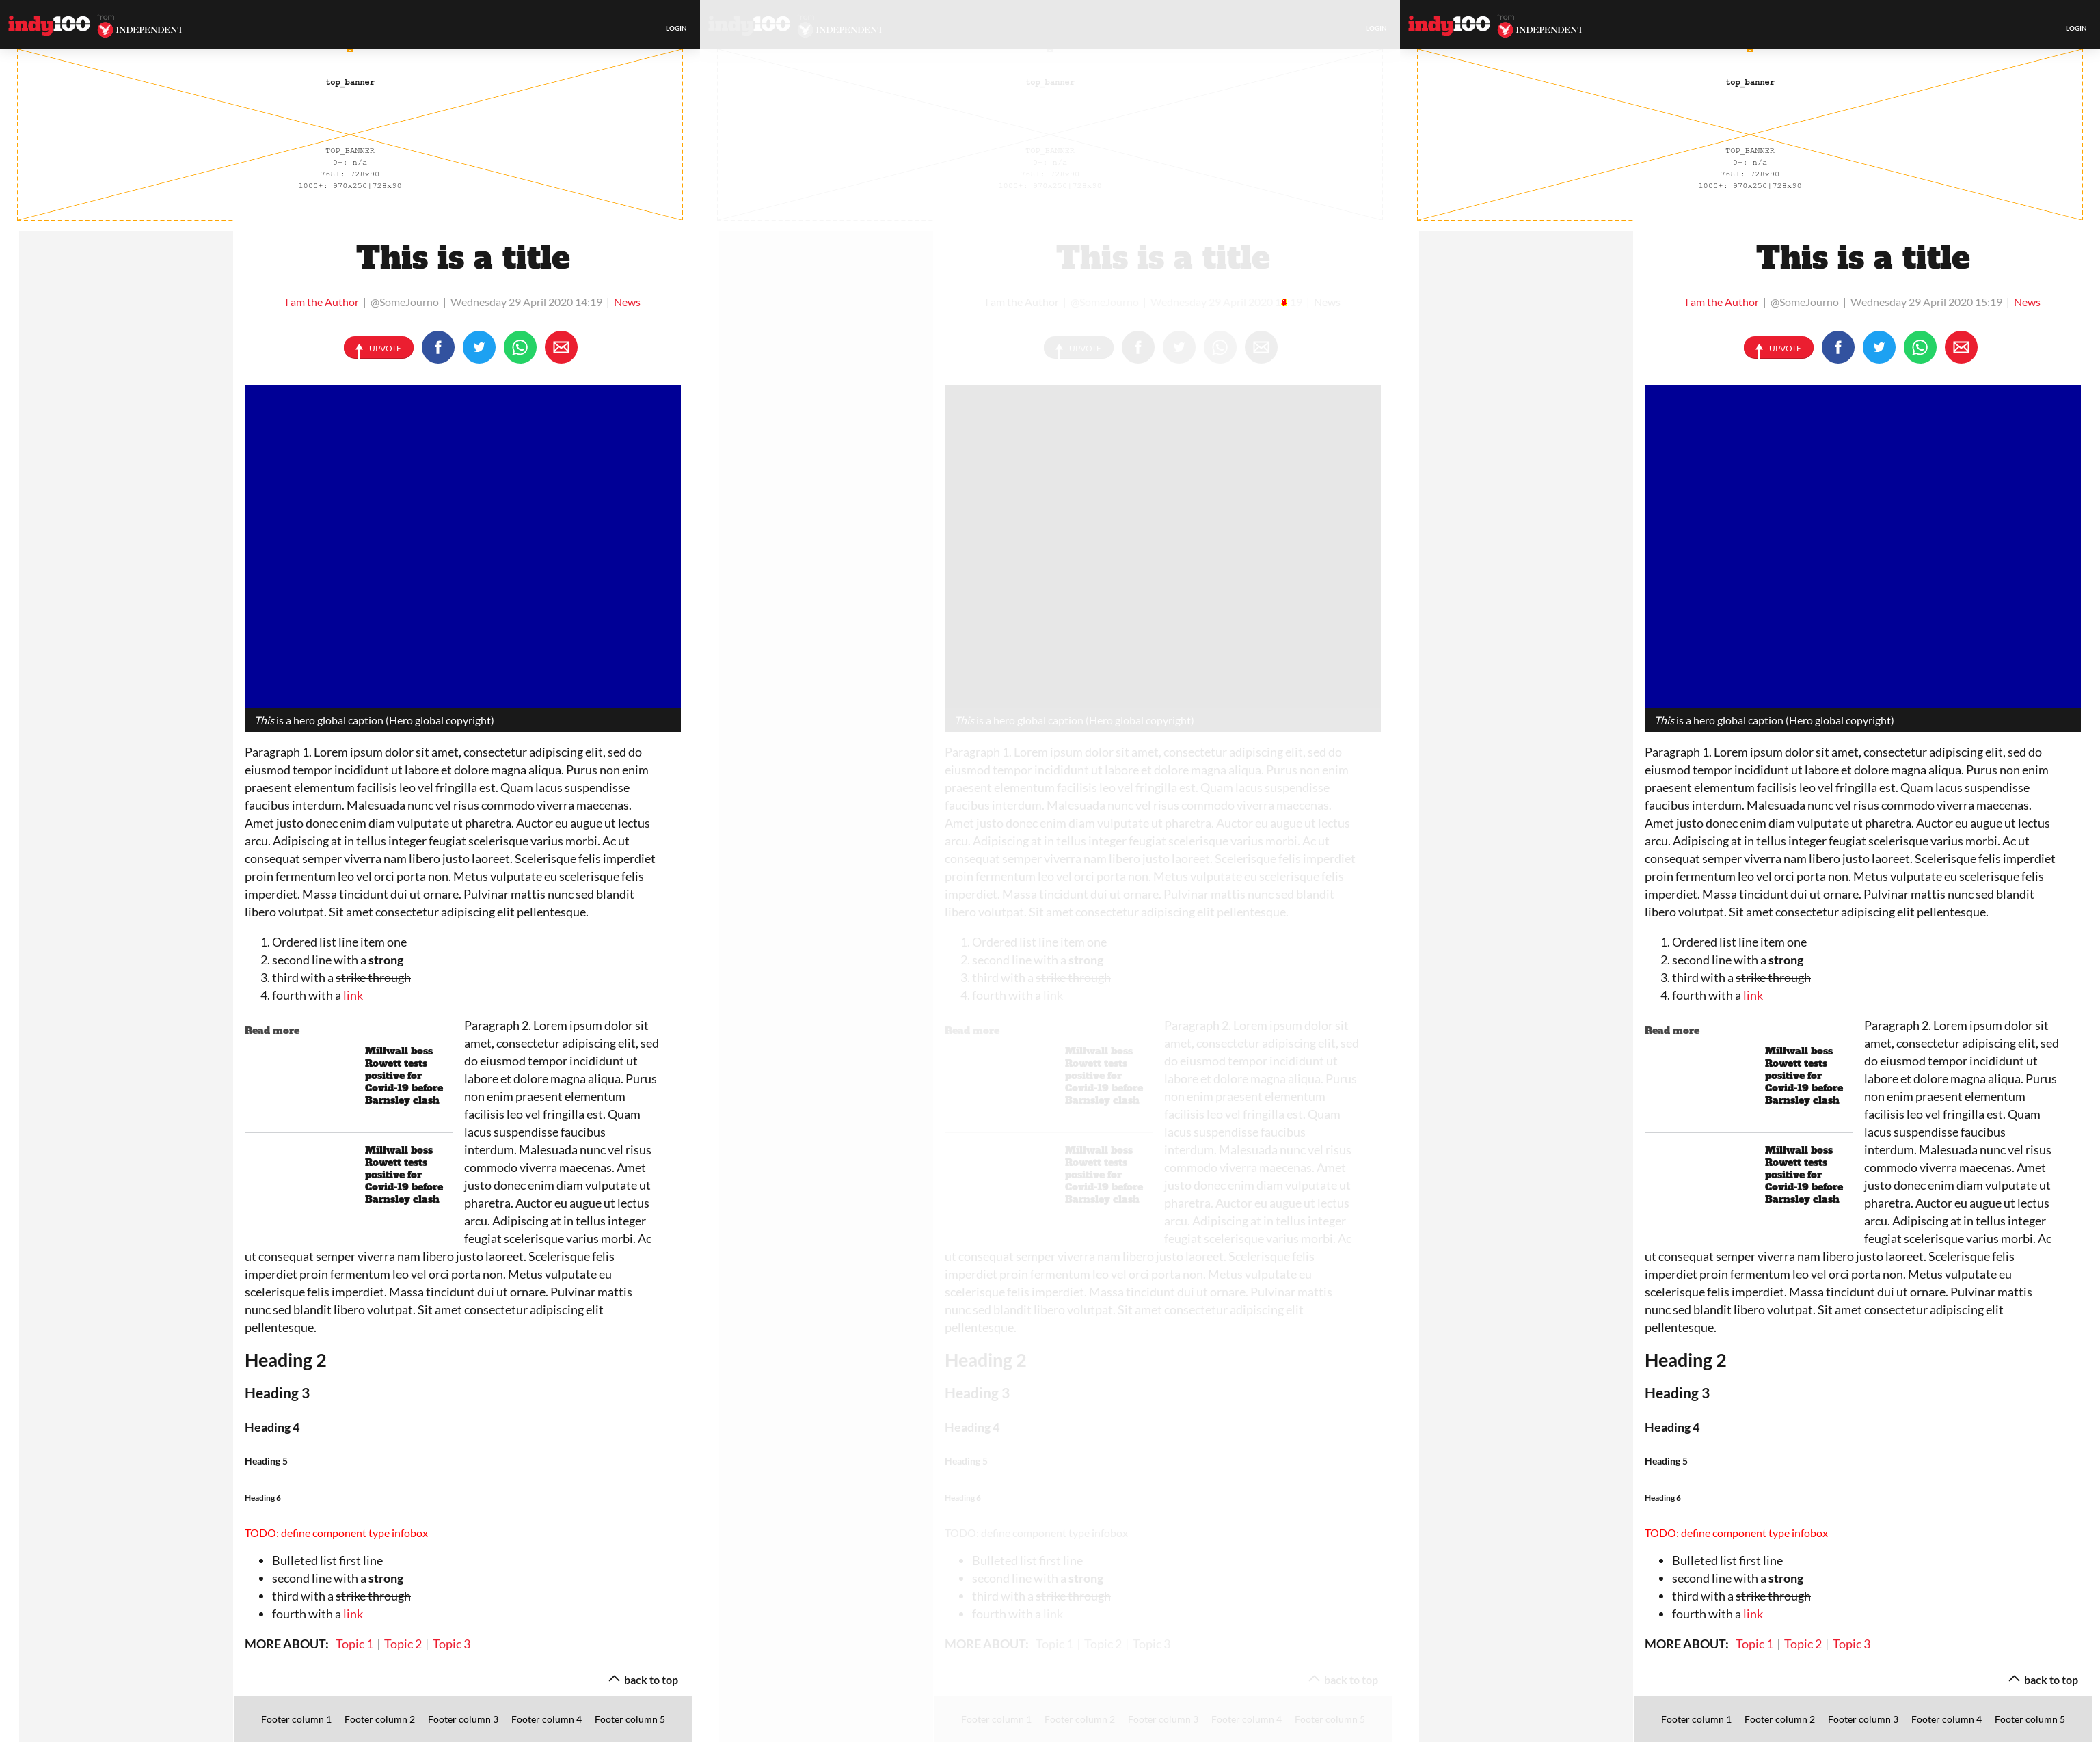 indy100 from INDEPENDENT
LOGIN
top_banner
TOP_BANNER
0+: n/a
768+: 728x90
1000+: 970x250|728x90
This is a title
I am the Author | @SomeJourno | Wednesday 29 April 2020 14:19 | News
UPVOTE
This is a hero global caption (Hero global copyright)
Paragraph 1. Lorem ipsum dolor sit amet, consectetur adipiscing elit, sed do
eiusmod tempor incididunt ut labore et dolore magna aliqua. Purus non enim
praesent elementum facilisis leo vel fringilla est. Quam lacus suspendisse
faucibus interdum. Malesuada nunc vel risus commodo viverra maecenas.
Amet justo donec enim diam vulputate ut pharetra. Auctor eu augue ut lectus
arcu. Adipiscing at in tellus integer feugiat scelerisque varius morbi. Ac ut
consequat semper viverra nam libero justo laoreet. Scelerisque felis imperdiet
proin fermentum leo vel orci porta non. Metus vulputate eu scelerisque felis
imperdiet. Massa tincidunt dui ut ornare. Pulvinar mattis nunc sed blandit
libero volutpat. Sit amet consectetur adipiscing elit pellentesque.
1. Ordered list line item one
2. second line with a strong
3. third with a strike through
4. fourth with a link
Read more
Millwall boss
Rowett tests
positive for
Covid-19 before
Barnsley clash
Millwall boss
Rowett tests
positive for
Covid-19 before
Barnsley clash
Paragraph 2. Lorem ipsum dolor sit
amet, consectetur adipiscing elit, sed
do eiusmod tempor incididunt ut
labore et dolore magna aliqua. Purus
non enim praesent elementum
facilisis leo vel fringilla est. Quam
lacus suspendisse faucibus
interdum. Malesuada nunc vel risus
commodo viverra maecenas. Amet
justo donec enim diam vulputate ut
pharetra. Auctor eu augue ut lectus
arcu. Adipiscing at in tellus integer
feugiat scelerisque varius morbi. Ac
ut consequat semper viverra nam libero justo laoreet. Scelerisque felis
imperdiet proin fermentum leo vel orci porta non. Metus vulputate eu
scelerisque felis imperdiet. Massa tincidunt dui ut ornare. Pulvinar mattis
nunc sed blandit libero volutpat. Sit amet consectetur adipiscing elit
pellentesque.
Heading 2
Heading 3
Heading 4
Heading 5
Heading 6
TODO: define component type infobox
• Bulleted list first line
• second line with a strong
• third with a strike through
• fourth with a link
MORE ABOUT: Topic 1 | Topic 2 | Topic 3
back to top
Footer column 1 Footer column 2 Footer column 3 Footer column 4 Footer column 5
indy100 INDEPENDENT
LOGIN
top_banner
TOP_BANNER
0+: n/a
768+: 728x90
1000+: 970x250|728x90
This is a title
I am the Author | @SomeJourno | Wednesday 29 April 2020 | News
UPVOTE
This is a hero global caption (Hero global copyright)
Paragraph 1. Lorem ipsum dolor sit amet, consectetur adipiscing elit, sed do
eiusmod tempor incididunt ut labore et dolore magna aliqua. Purus non enim
praesent elementum facilisis leo vel fringilla est. Quam lacus suspendisse
faucibus interdum. Malesuada nunc vel risus commodo viverra maecenas.
Amet justo donec enim diam vulputate ut pharetra. Auctor eu augue ut lectus
arcu. Adipiscing at in tellus integer feugiat scelerisque varius morbi. Ac ut
consequat semper viverra nam libero justo laoreet. Scelerisque felis imperdiet
proin fermentum leo vel orci porta non. Metus vulputate eu scelerisque felis
imperdiet. Massa tincidunt dui ut ornare. Pulvinar mattis nunc sed blandit
libero volutpat. Sit amet consectetur adipiscing elit pellentesque.
1. Ordered list line item one
2. second line with a strong
3. third with a strike through
4. fourth with a link
Read more
Millwall boss
Rowett tests
positive for
Covid-19 before
Barnsley clash
Millwall boss
Rowett tests
positive for
Covid-19 before
Barnsley clash
Paragraph 2. Lorem ipsum dolor sit
amet, consectetur adipiscing elit, sed
do eiusmod tempor incididunt ut
labore et dolore magna aliqua. Purus
non enim praesent elementum
facilisis leo vel fringilla est. Quam
lacus suspendisse faucibus
interdum. Malesuada nunc vel risus
commodo viverra maecenas. Amet
justo donec enim diam vulputate ut
pharetra. Auctor eu augue ut lectus
arcu. Adipiscing at in tellus integer
feugiat scelerisque varius morbi. Ac
ut consequat semper viverra nam libero justo laoreet. Scelerisque felis
imperdiet proin fermentum leo vel orci porta non. Metus vulputate eu
scelerisque felis imperdiet. Massa tincidunt dui ut ornare. Pulvinar mattis
nunc sed blandit libero volutpat. Sit amet consectetur adipiscing elit
pellentesque.
Heading 2
Heading 3
Heading 4
Heading 5
Heading 6
TODO: define component type infobox
• Bulleted list first line
• second line with a strong
• third with a strike through
• fourth with a link
MORE ABOUT: Topic 1 | Topic 2 | Topic 3
back to top
Footer column 1 Footer column 2 Footer column 3 Footer column 4 Footer column 5
indy100 from INDEPENDENT
LOGIN
top_banner
TOP_BANNER
0+: n/a
768+: 728x90
1000+: 970x250|728x90
This is a title
I am the Author | @SomeJourno | Wednesday 29 April 2020 15:19 | News
UPVOTE
This is a hero global caption (Hero global copyright)
Paragraph 1. Lorem ipsum dolor sit amet, consectetur adipiscing elit, sed do
eiusmod tempor incididunt ut labore et dolore magna aliqua. Purus non enim
praesent elementum facilisis leo vel fringilla est. Quam lacus suspendisse
faucibus interdum. Malesuada nunc vel risus commodo viverra maecenas.
Amet justo donec enim diam vulputate ut pharetra. Auctor eu augue ut lectus
arcu. Adipiscing at in tellus integer feugiat scelerisque varius morbi. Ac ut
consequat semper viverra nam libero justo laoreet. Scelerisque felis imperdiet
proin fermentum leo vel orci porta non. Metus vulputate eu scelerisque felis
imperdiet. Massa tincidunt dui ut ornare. Pulvinar mattis nunc sed blandit
libero volutpat. Sit amet consectetur adipiscing elit pellentesque.
1. Ordered list line item one
2. second line with a strong
3. third with a strike through
4. fourth with a link
Read more
Millwall boss
Rowett tests
positive for
Covid-19 before
Barnsley clash
Millwall boss
Rowett tests
positive for
Covid-19 before
Barnsley clash
Paragraph 2. Lorem ipsum dolor sit
amet, consectetur adipiscing elit, sed
do eiusmod tempor incididunt ut
labore et dolore magna aliqua. Purus
non enim praesent elementum
facilisis leo vel fringilla est. Quam
lacus suspendisse faucibus
interdum. Malesuada nunc vel risus
commodo viverra maecenas. Amet
justo donec enim diam vulputate ut
pharetra. Auctor eu augue ut lectus
arcu. Adipiscing at in tellus integer
feugiat scelerisque varius morbi. Ac
ut consequat semper viverra nam libero justo laoreet. Scelerisque felis
imperdiet proin fermentum leo vel orci porta non. Metus vulputate eu
scelerisque felis imperdiet. Massa tincidunt dui ut ornare. Pulvinar mattis
nunc sed blandit libero volutpat. Sit amet consectetur adipiscing elit
pellentesque.
Heading 2
Heading 3
Heading 4
Heading 5
Heading 6
TODO: define component type infobox
• Bulleted list first line
• second line with a strong
• third with a strike through
• fourth with a link
MORE ABOUT: Topic 1 | Topic 2 | Topic 3
back to top
Footer column 1 Footer column 2 Footer column 3 Footer column 4 Footer column 5